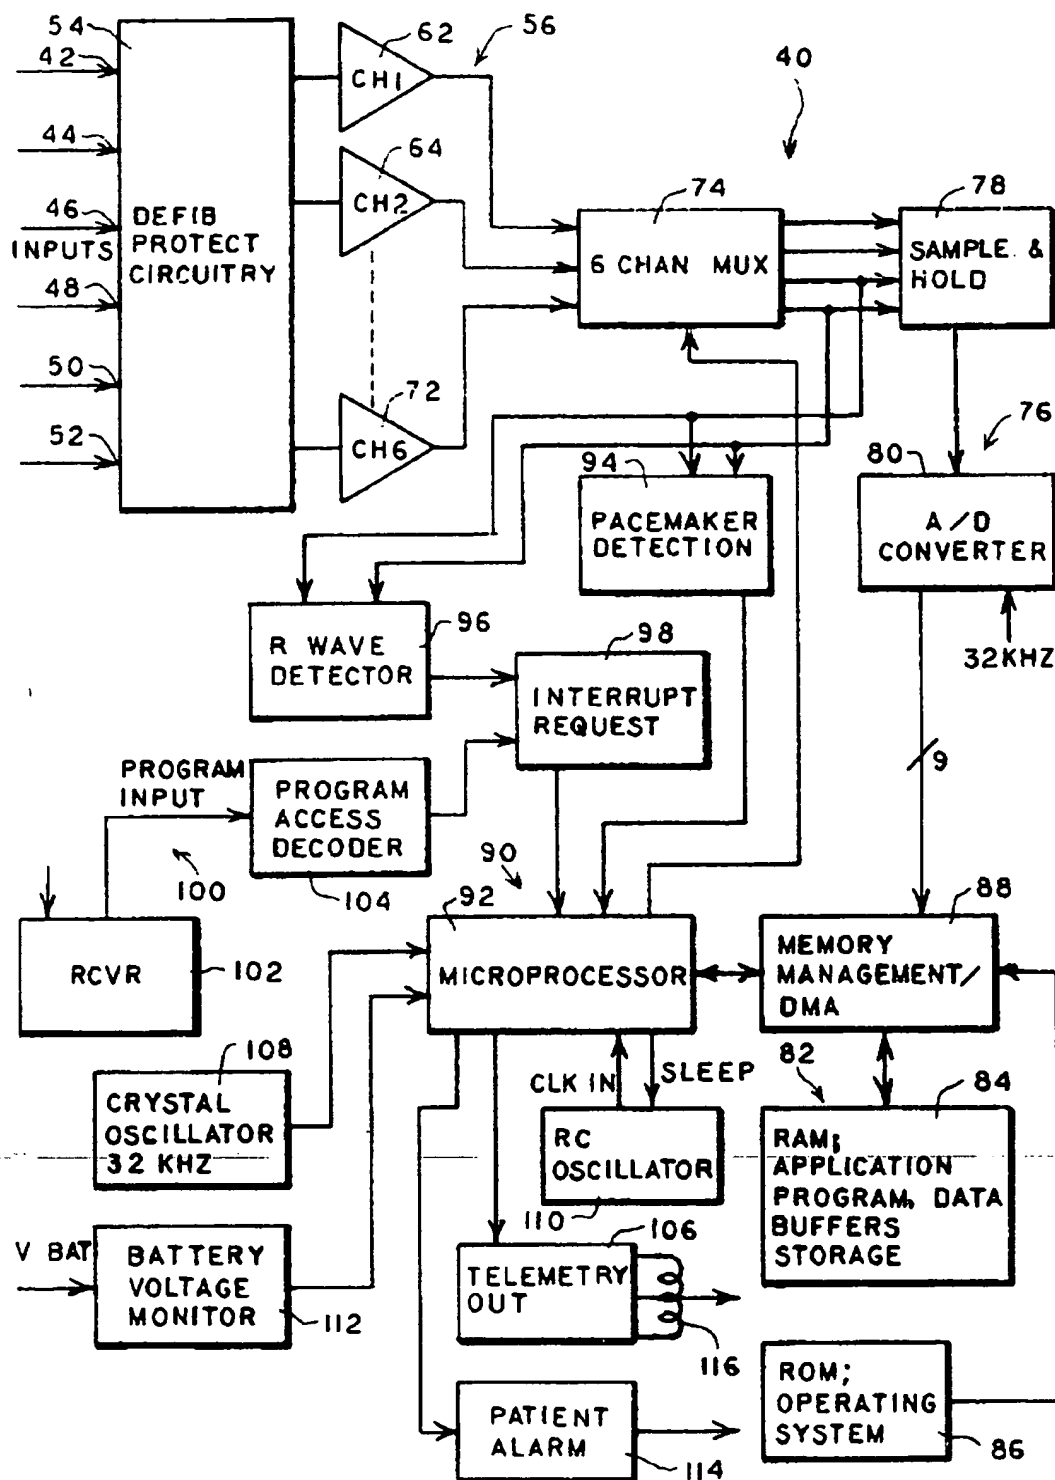 54
42
44
46
INPUTS
48
50
52
DEFIB
PROTECT
CIRCUITRY
62
56
CH1
64
CH2
72
CH6
40
74
6 CHAN MUX
78
SAMPLE &
HOLD
76
80
A/D
CONVERTER
32KHZ
94
PACEMAKER
DETECTION
R WAVE
DETECTOR
96
98
INTERRUPT
REQUEST
9
PROGRAM
INPUT
PROGRAM
ACCESS
DECODER
100
104
90
92
MICROPROCESSOR
88
MEMORY
MANAGEMENT/
DMA
RCVR
102
108
CRYSTAL
OSCILLATOR
32 KHZ
CLK IN
SLEEP
RC
OSCILLATOR
110
82
84
RAM;
APPLICATION
PROGRAM, DATA
BUFFERS
STORAGE
V BAT
BATTERY
VOLTAGE
MONITOR
112
106
TELEMETRY
OUT
116
PATIENT
ALARM
114
ROM;
OPERATING
SYSTEM
86